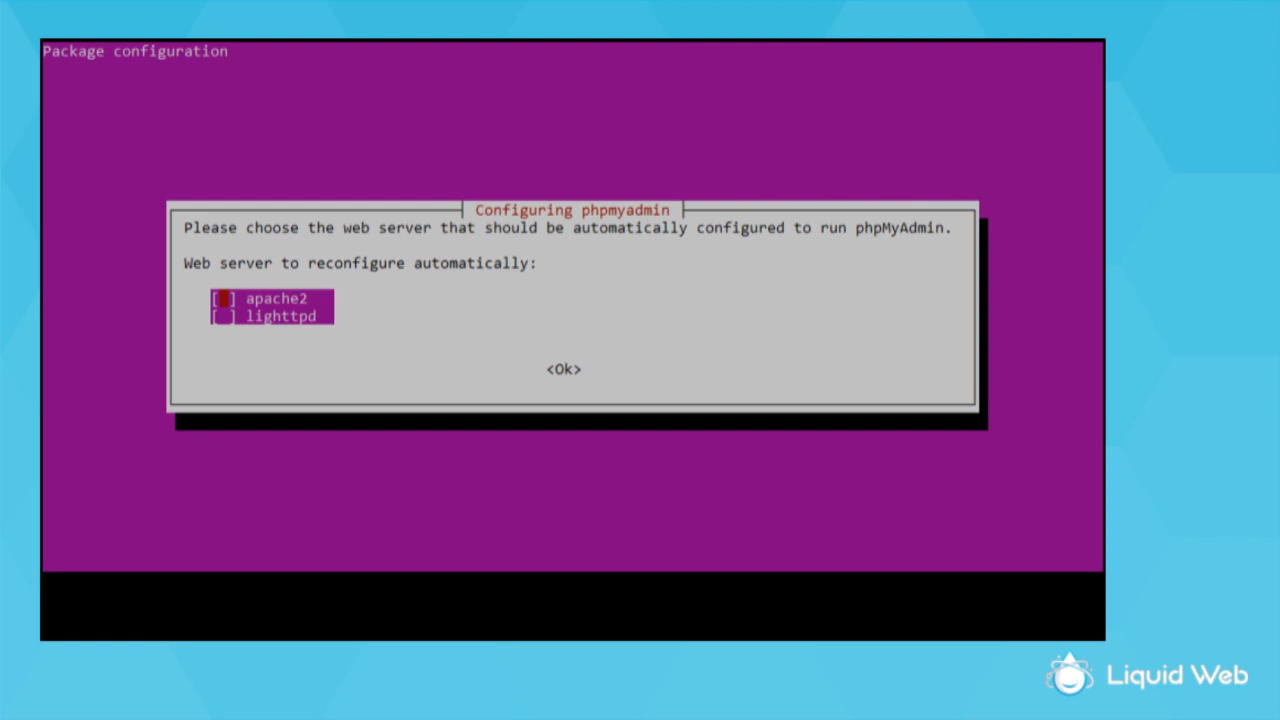 Package configuration
Configuring phpmyadmin
Please choose the web server that should be automatically configured to run phpMyAdmin.
Web server to reconfigure automatically:
[ ] apache2
[ ] lighttpd
<Ok>
Liquid Web